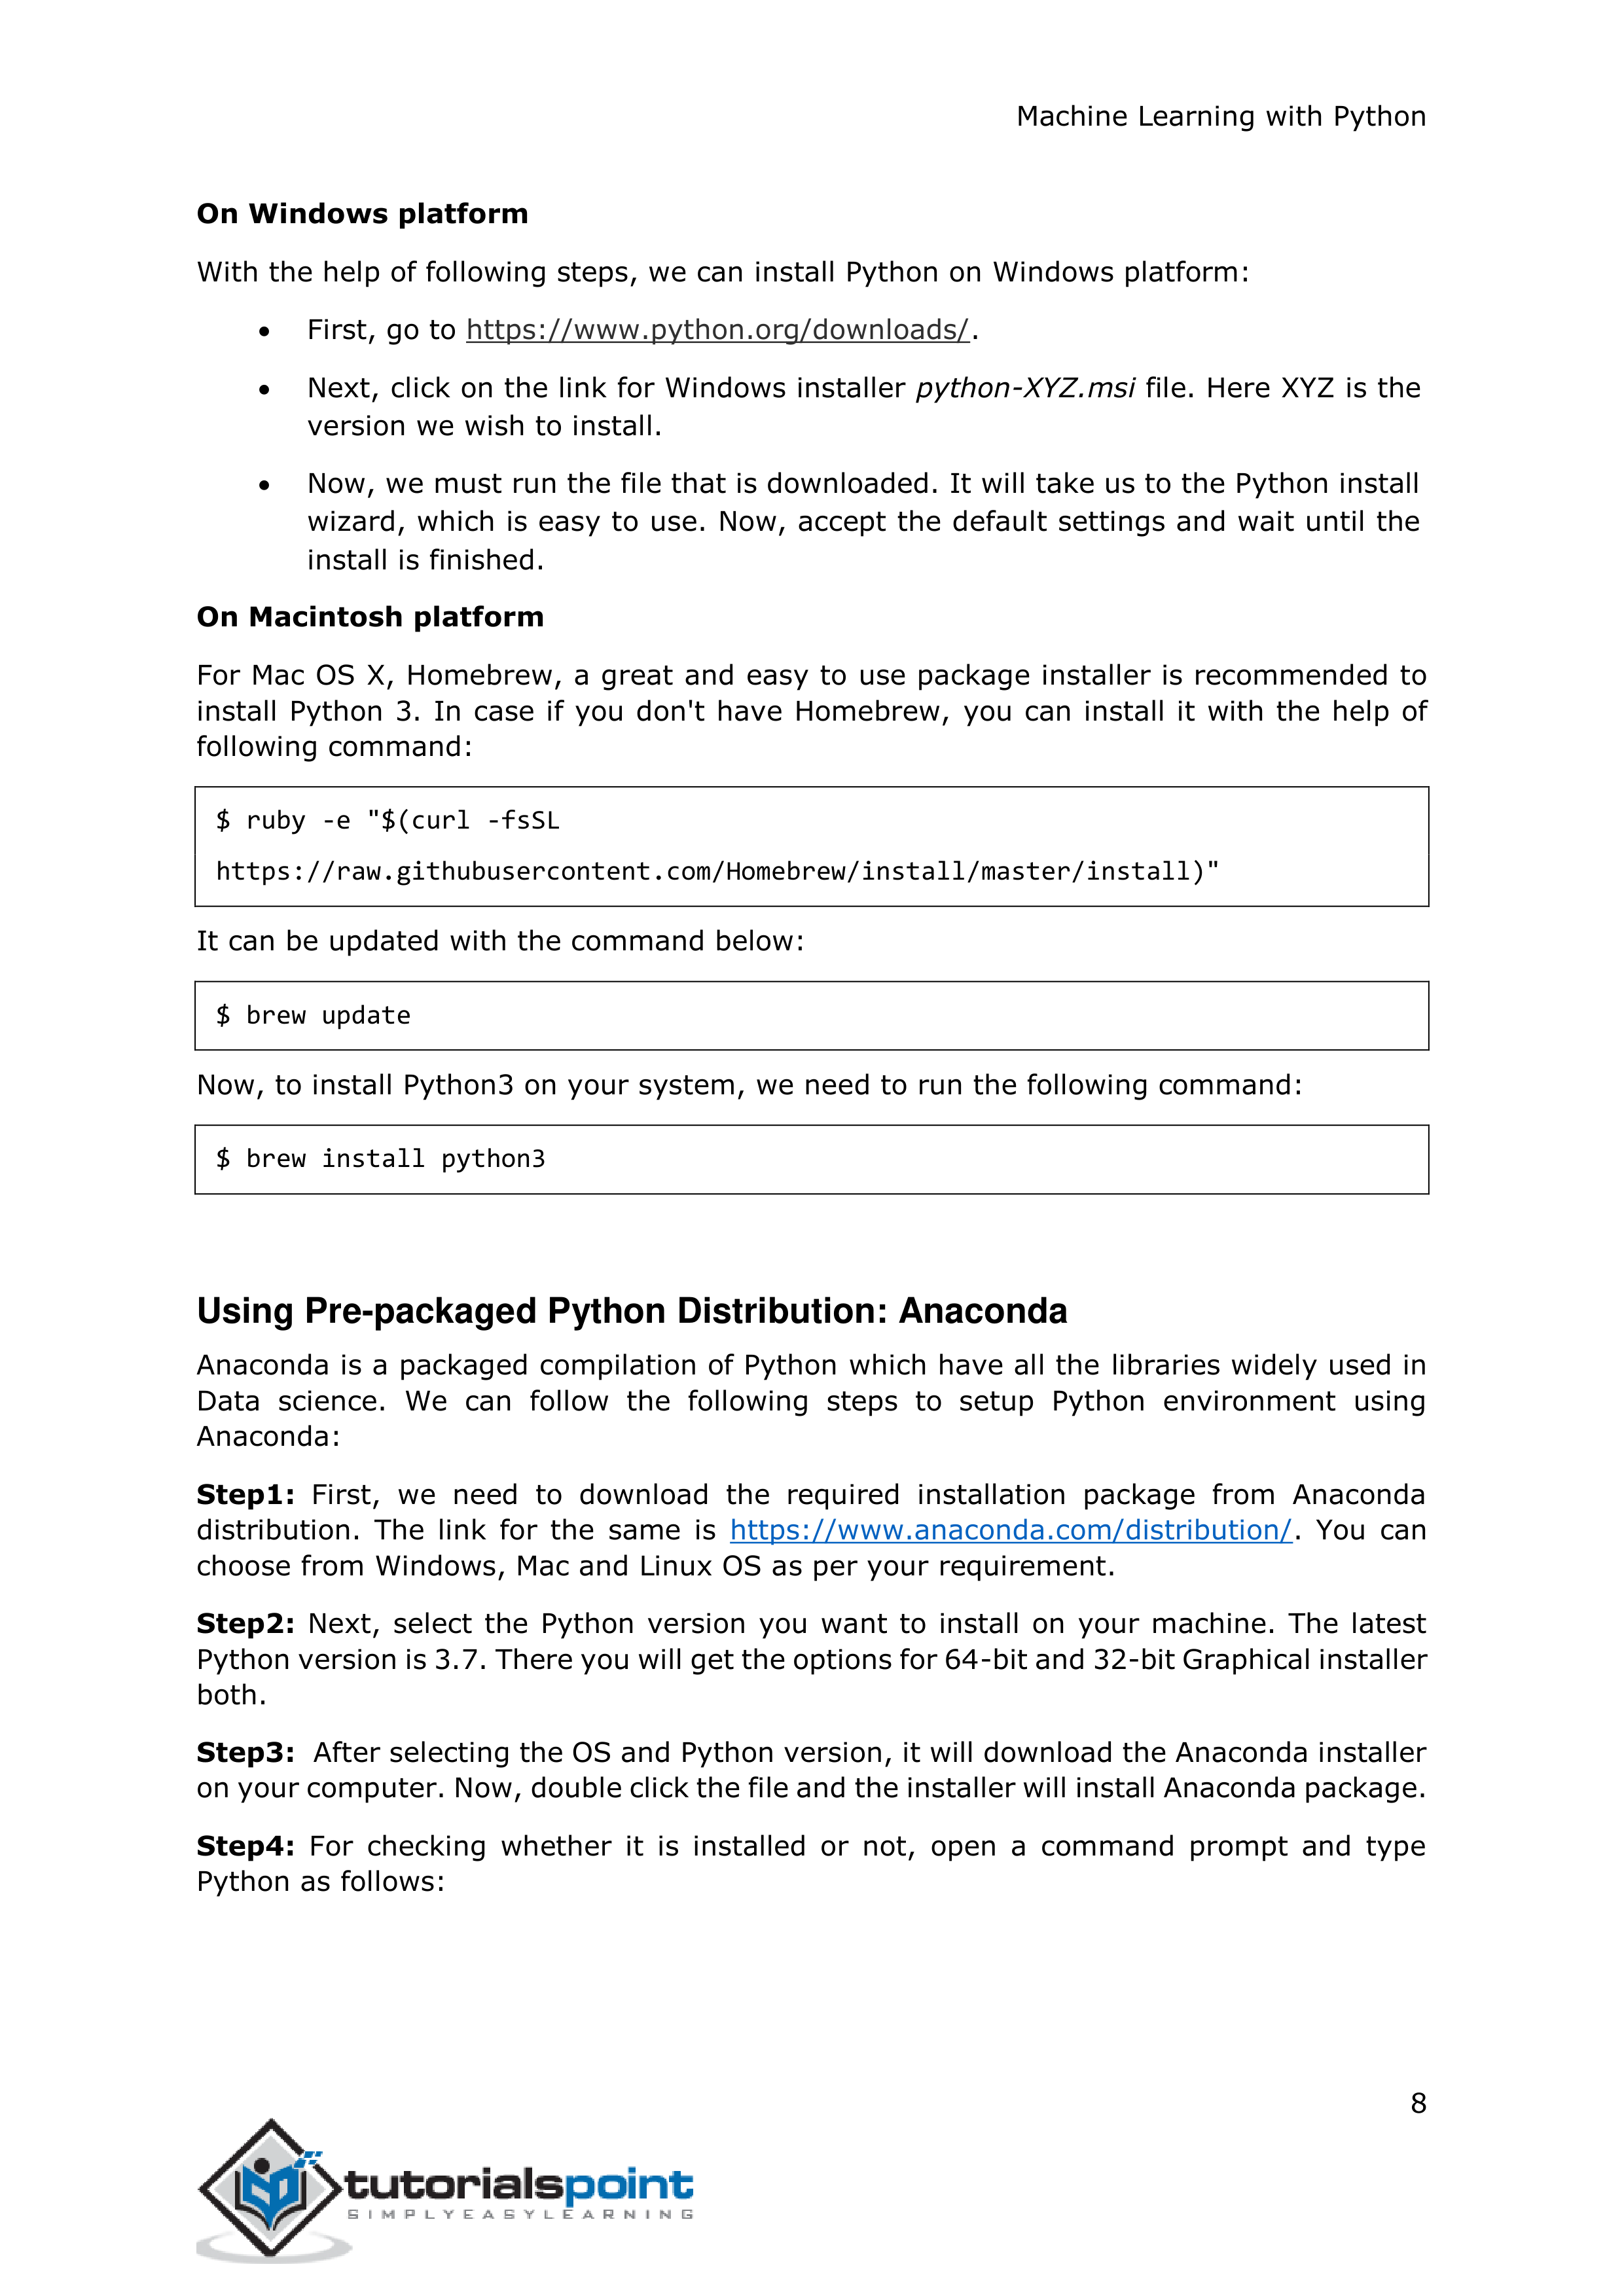 Machine Learning with Python
On Windows platform
With the help of following steps, we can install Python on Windows platform:
• First, go to https://www.python.org/downloads/.
• Next, click on the link for Windows installer python-XYZ.msi file. Here XYZ is the
version we wish to install.
• Now, we must run the file that is downloaded. It will take us to the Python install
wizard, which is easy to use. Now, accept the default settings and wait until the
install is finished.
On Macintosh platform
For Mac OS X, Homebrew, a great and easy to use package installer is recommended to
install Python 3. In case if you don't have Homebrew, you can install it with the help of
following command:
$ ruby -e "$(curl -fsSL
https://raw.githubusercontent.com/Homebrew/install/master/install)"
It can be updated with the command below:
$ brew update
Now, to install Python3 on your system, we need to run the following command:
$ brew install python3
Using Pre-packaged Python Distribution: Anaconda
Anaconda is a packaged compilation of Python which have all the libraries widely used in
Data science. We can follow the following steps to setup Python environment using
Anaconda:
Step1: First, we need to download the required installation package from Anaconda
distribution. The link for the same is https://www.anaconda.com/distribution/. You can
choose from Windows, Mac and Linux OS as per your requirement.
Step2: Next, select the Python version you want to install on your machine. The latest
Python version is 3.7. There you will get the options for 64-bit and 32-bit Graphical installer
both.
Step3: After selecting the OS and Python version, it will download the Anaconda installer
on your computer. Now, double click the file and the installer will install Anaconda package.
Step4: For checking whether it is installed or not, open a command prompt and type
Python as follows:
8
tutorialspoint
SIMPLYEASYLEARNING